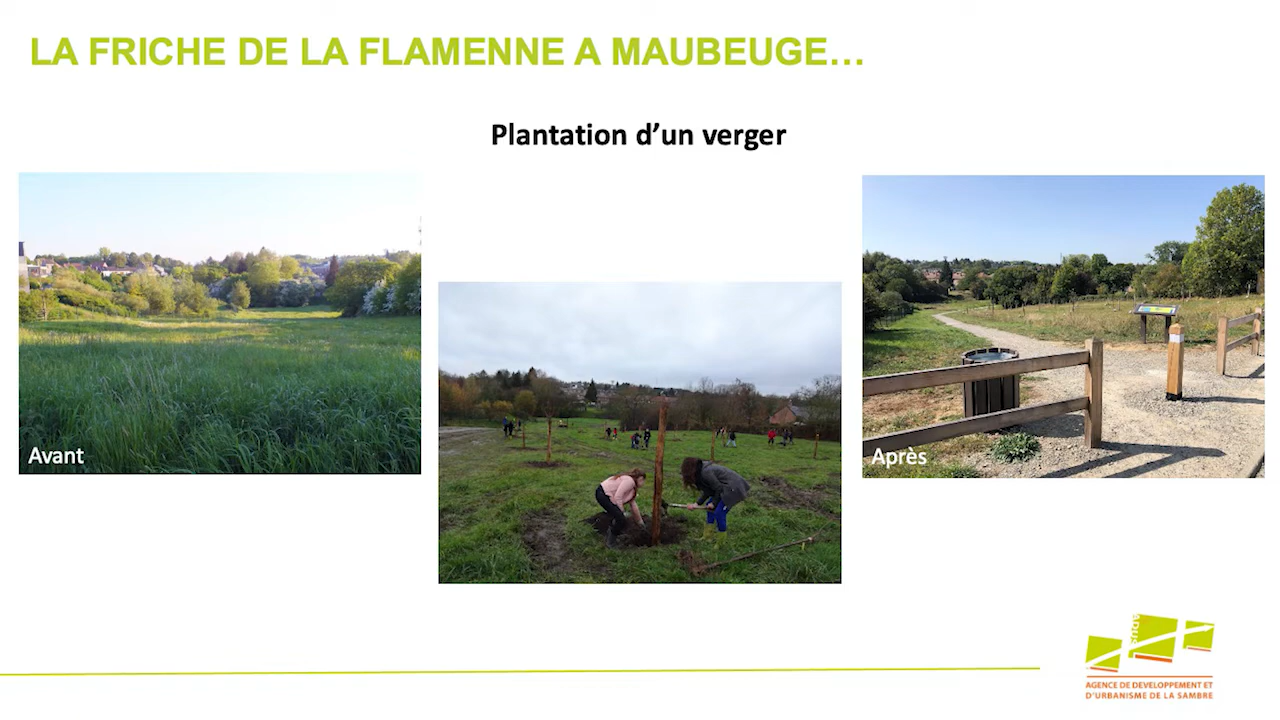 LA FRICHE DE LA FLAMENNE A MAUBEUGE…
Plantation d’un verger
Avant
Après
ADUS
AGENCE DE DEVELOPPEMENT ET
D'URBANISME DE LA SAMBRE